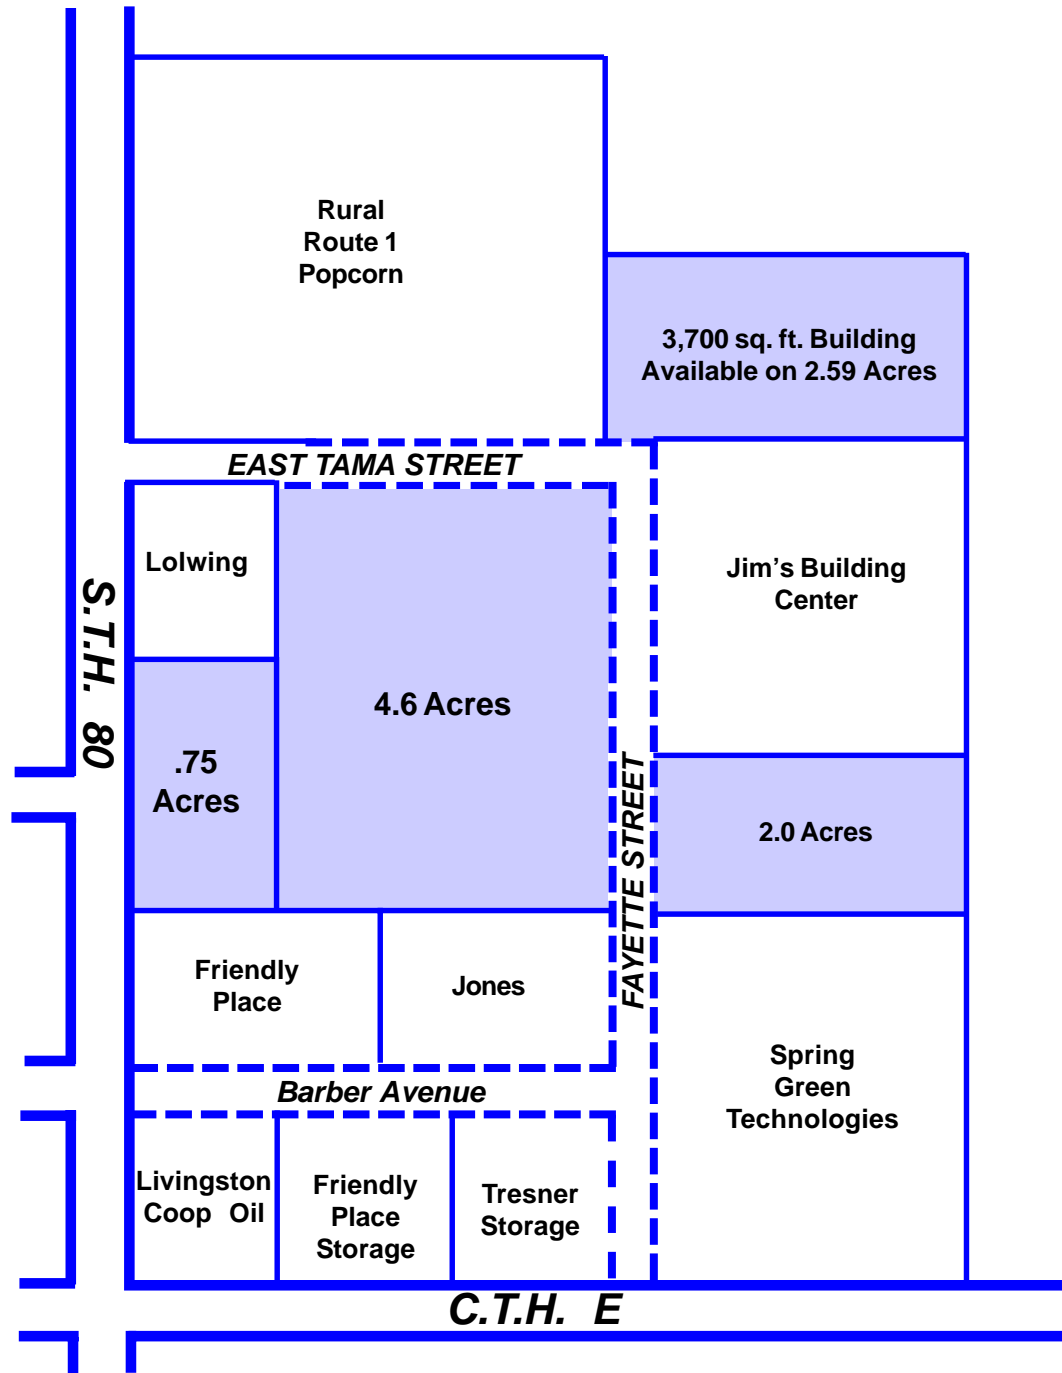 Rural
Route 1
Popcorn
3,700 sq. ft. Building
Available on 2.59 Acres
EAST TAMA STREET
Lolwing
Jim’s Building
Center
S.T.H. 80
4.6 Acres
.75
Acres
FAYETTE STREET
2.0 Acres
Friendly
Place
Jones
Spring
Green
Technologies
Barber Avenue
Livingston
Coop Oil
Friendly
Place
Storage
Tresner
Storage
C.T.H. E